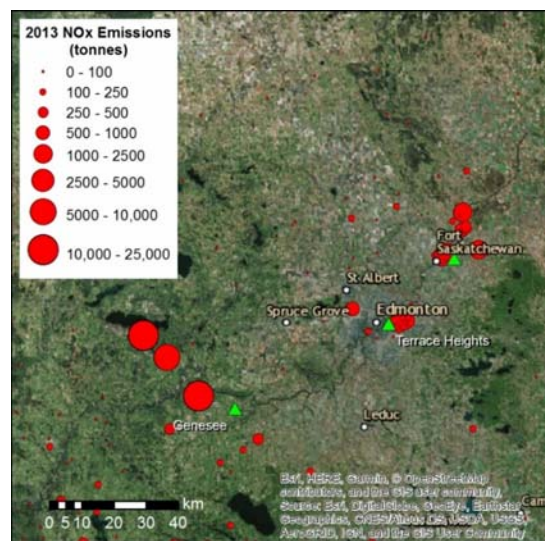 2013 NOx Emissions
(tonnes)
0 - 100
100 - 250
250 - 500
500 - 1000
1000 - 2500
2500 - 5000
5000 - 10,000
10,000 - 25,000
Fort
Saskatchewan
St Albert
Spruce Grove
Edmonton
Terrace Heights
Genesee
Leduc
Cam
km
0 5 10 20 30 40
Esri, HERE, Garmin, © OpenStreetMap
contributors, and the GIS user community,
Source: Esri, DigitalGlobe, GeoEye, Earthstar
Geographics, CNES/Airbus DS, USDA, USGS,
AeroGRID, IGN, and the GIS User Community